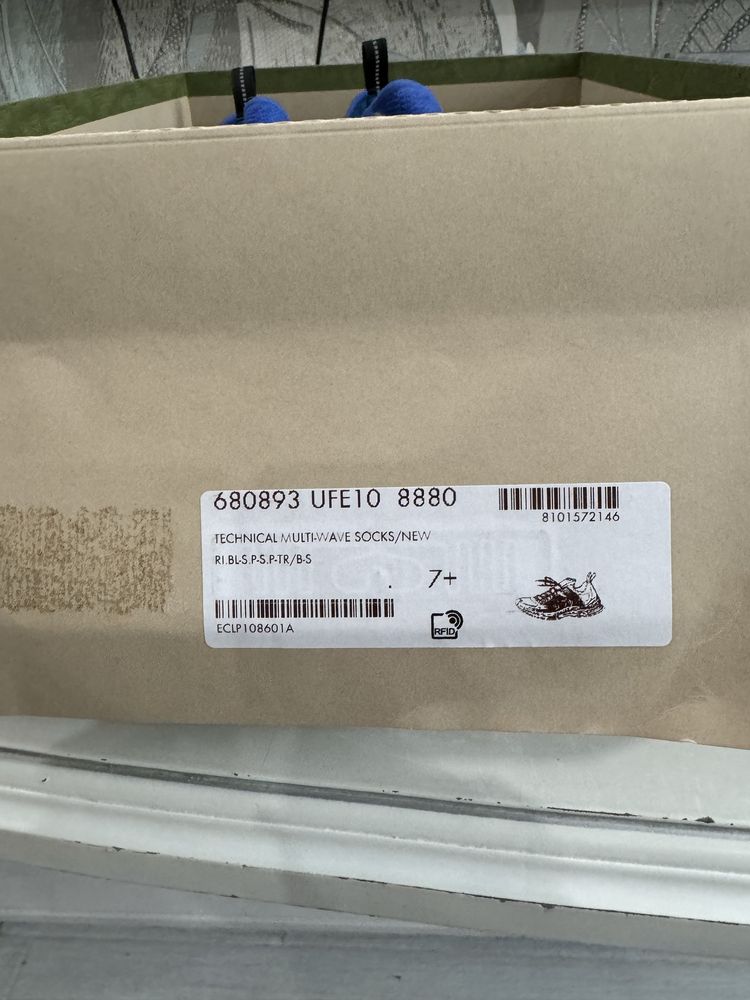 680893 UFE10 8880
8101572146
TECHNICAL MULTI-WAVE SOCKS/NEW
RI.BL-S.P-S.P-TR/B-S
. 7+
ECLP108601A
RFID